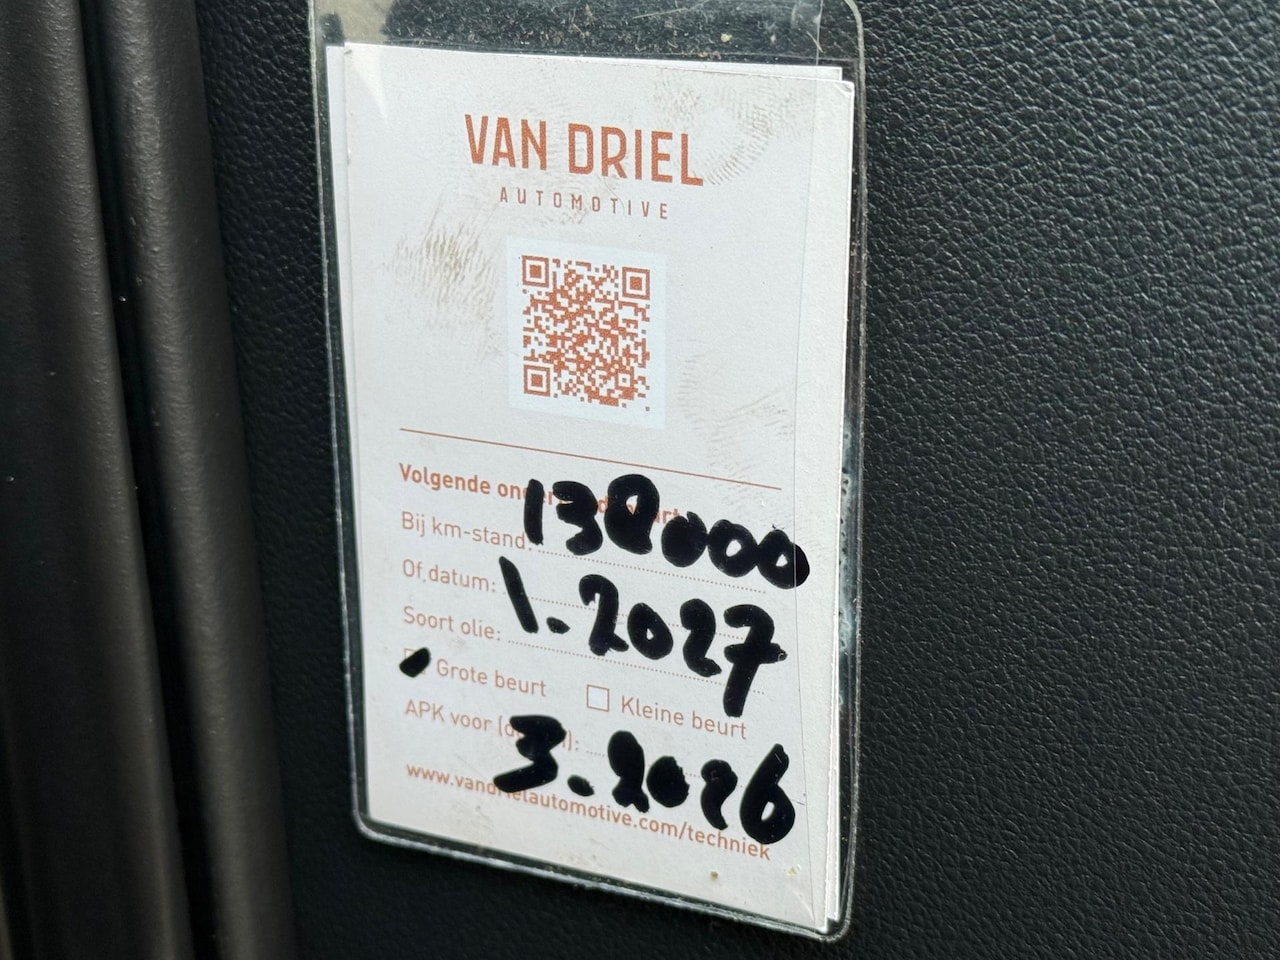 VAN DRIEL
AUTOMOTIVE
Volgende
Bij km-stand: 138000
Of datum: 1-2027
Soort olie:
Grote beurt Kleine beurt
APK voor 3-2026
www.vandrielautomotive.com/techniek